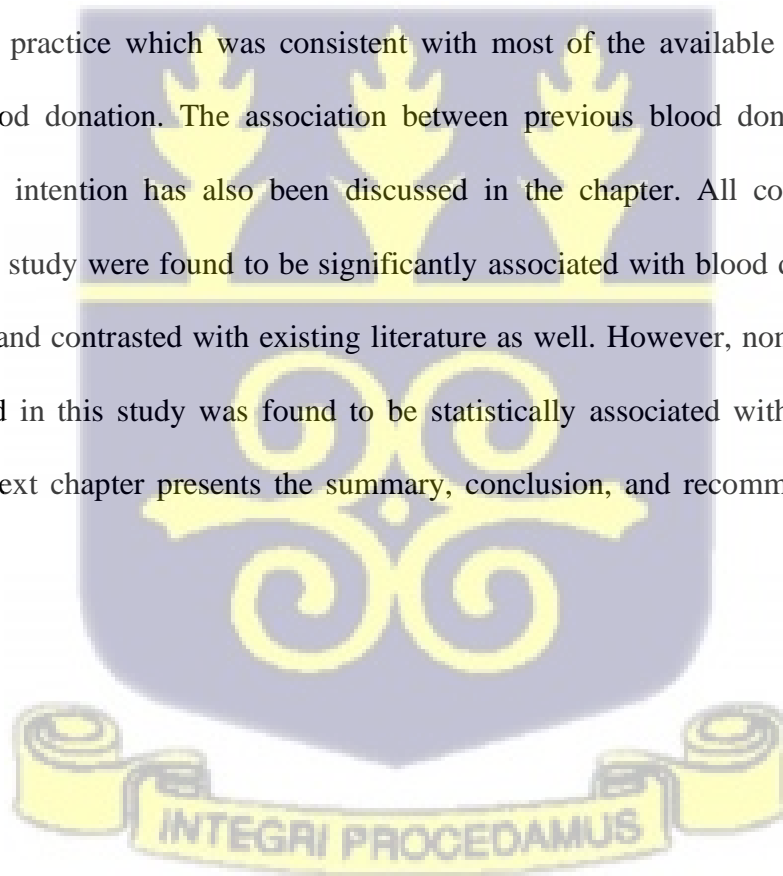 practice which was consistent with most of the available
od donation. The association between previous blood don
intention has also been discussed in the chapter. All co
study were found to be significantly associated with blood
and contrasted with existing literature as well. However, nor
d in this study was found to be statistically associated with
ext chapter presents the summary, conclusion, and recomm
INTEGRI PROCEDAMUS